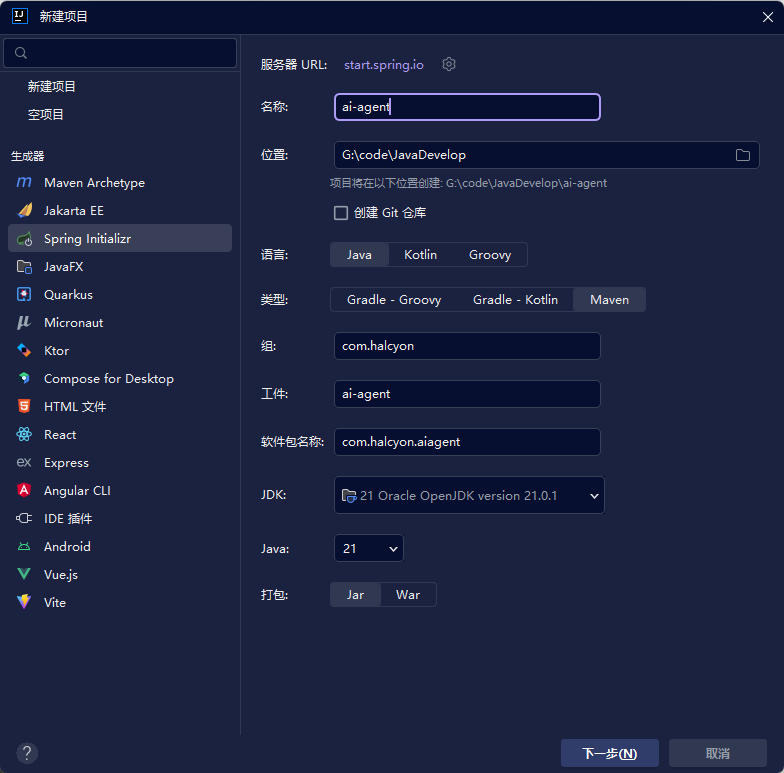 新建项目
新建项目
空项目
生成器
Maven Archetype
Jakarta EE
Spring Initializr
JavaFX
Quarkus
Micronaut
Ktor
Compose for Desktop
HTML 文件
React
Express
Angular CLI
IDE 插件
Android
Vue.js
Vite
服务器 URL: start.spring.io
名称: ai-agent
位置: G:\code\JavaDevelop
项目将在以下位置创建: G:\code\JavaDevelop\ai-agent
创建 Git 仓库
语言: Java Kotlin Groovy
类型: Gradle - Groovy Gradle - Kotlin Maven
组: com.halcyon
工件: ai-agent
软件包名称: com.halcyon.aiagent
JDK: 21 Oracle OpenJDK version 21.0.1
Java: 21
打包: Jar War
? 下一步(N) 取消